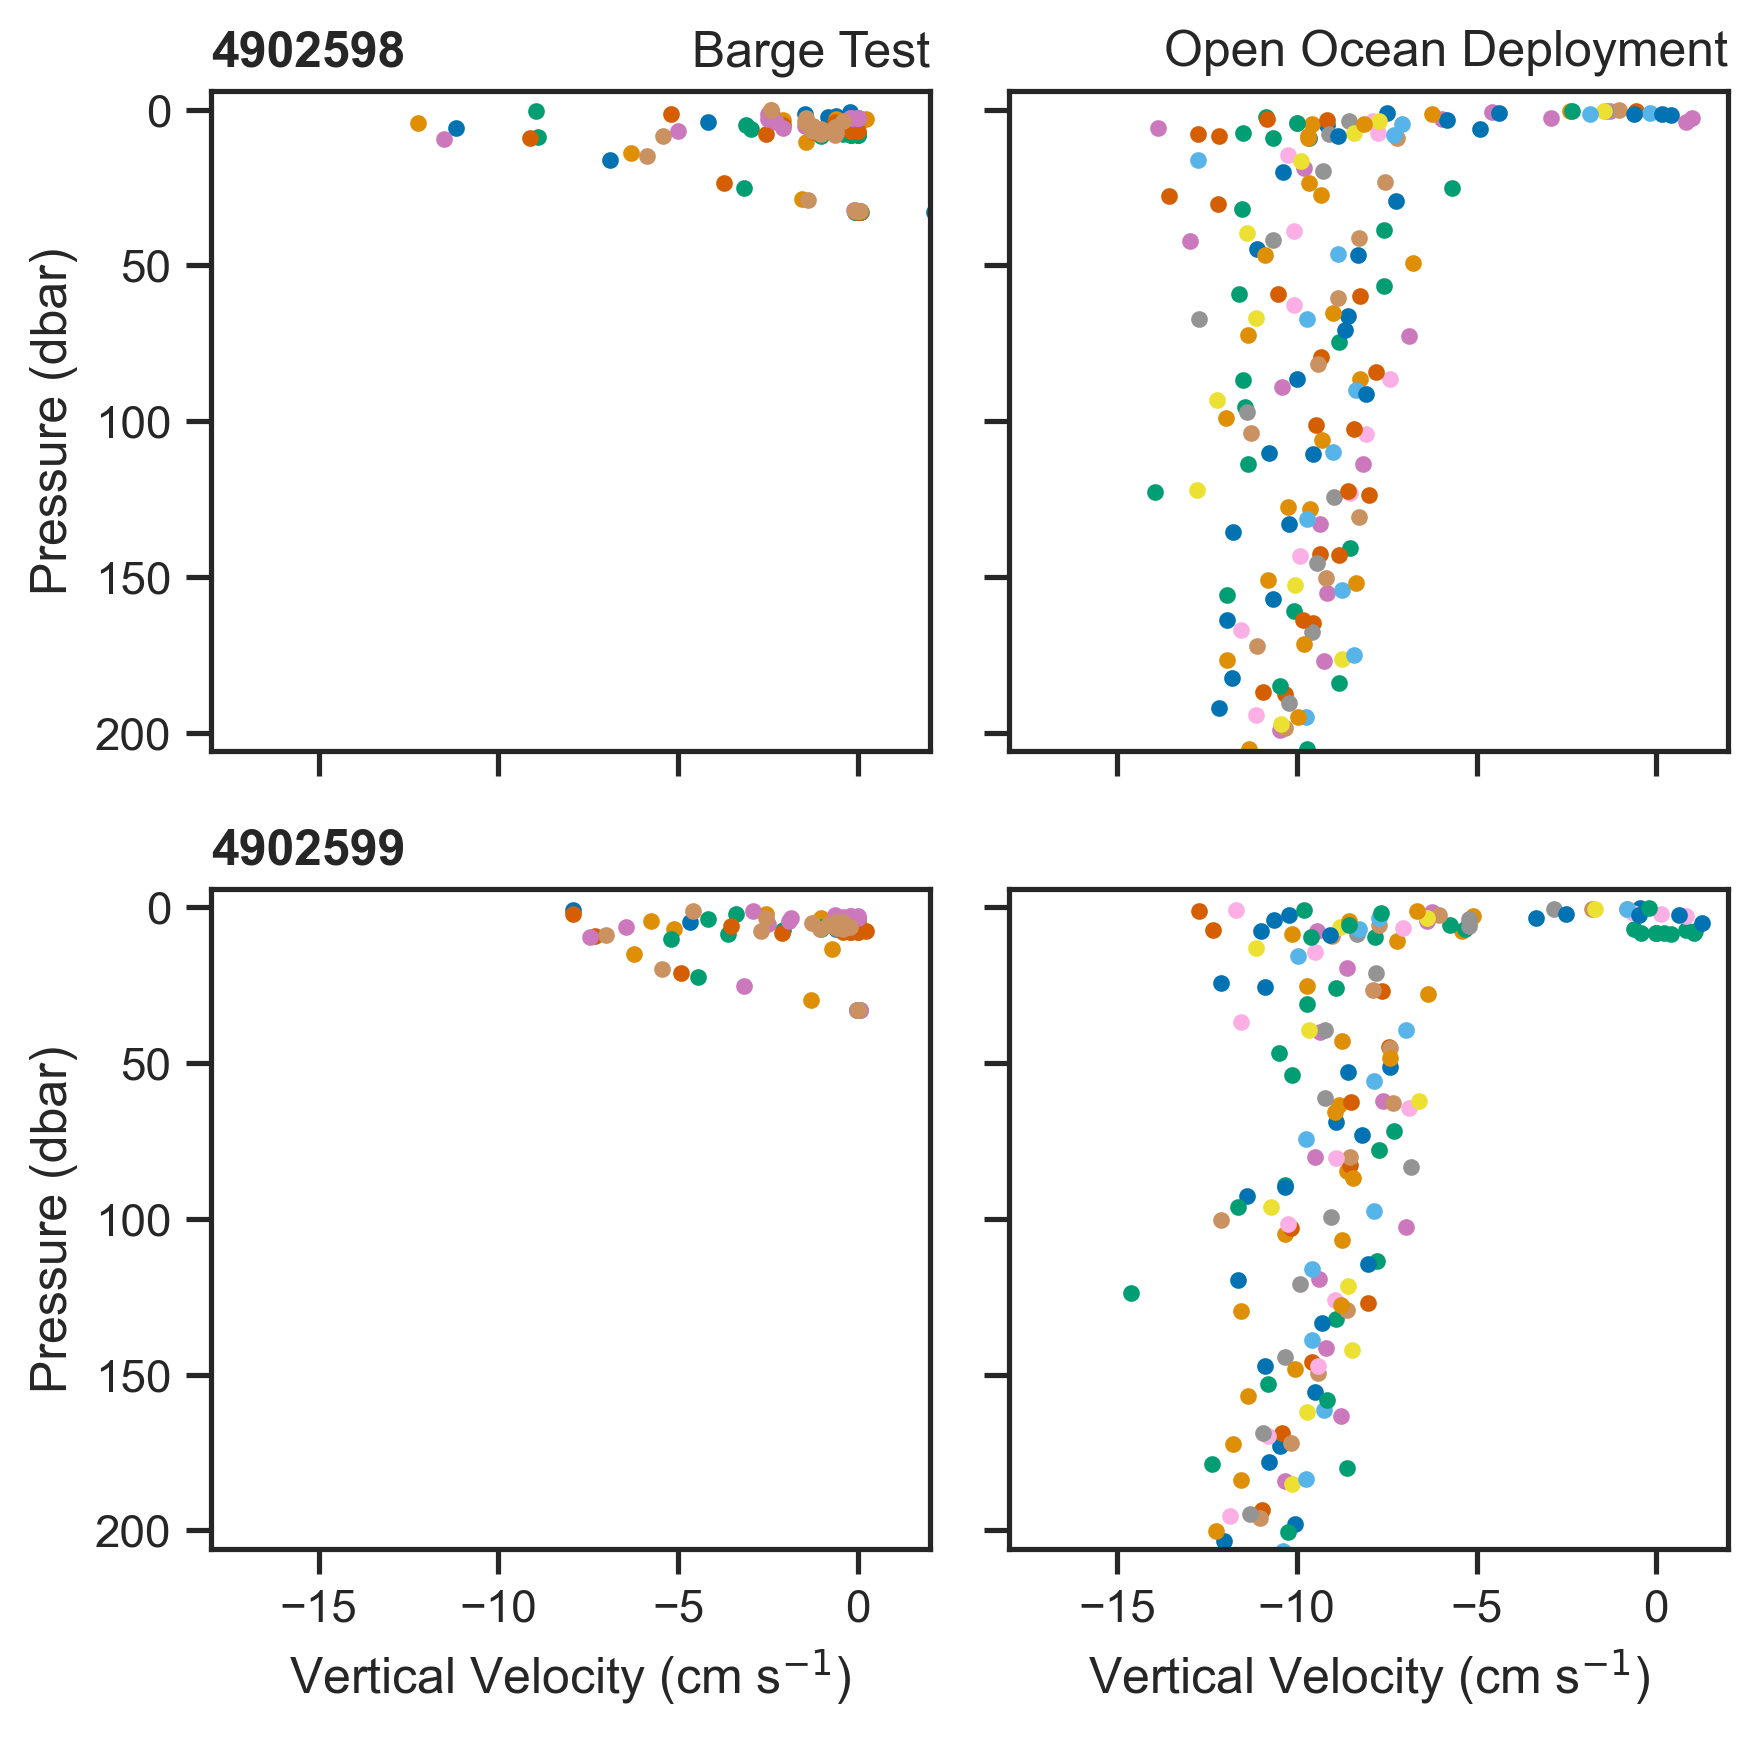 4902598 Barge Test Open Ocean Deployment
0
50
100
150
200
Pressure (dbar)
4902599
0
50
100
150
200
Pressure (dbar)
−15 −10 −5 0 −15 −10 −5 0
Vertical Velocity (cm s⁻¹) Vertical Velocity (cm s⁻¹)